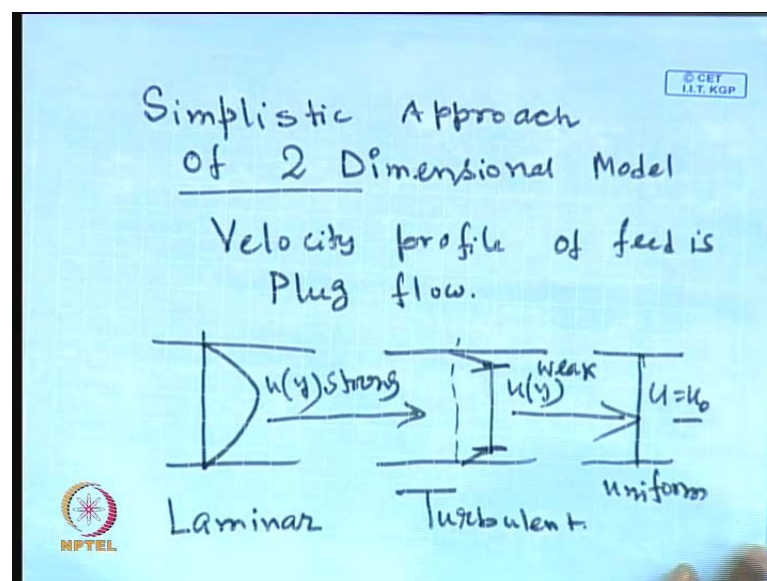 © CET
I.I.T. KGP
Simplistic Approach
Of 2 Dimensional Model
Velocity profile of feed is
Plug flow.
u(y) strong
u(y) weak
u = u₀
uniform
Laminar
Turbulent.
NPTEL